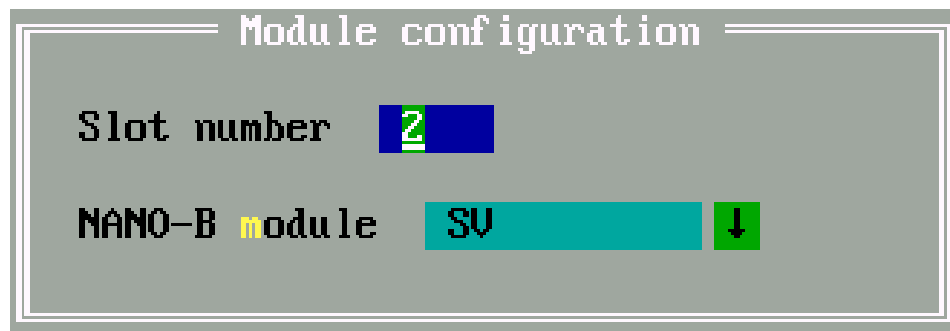 Module configuration
Slot number 2
NANO-B module SV ↓